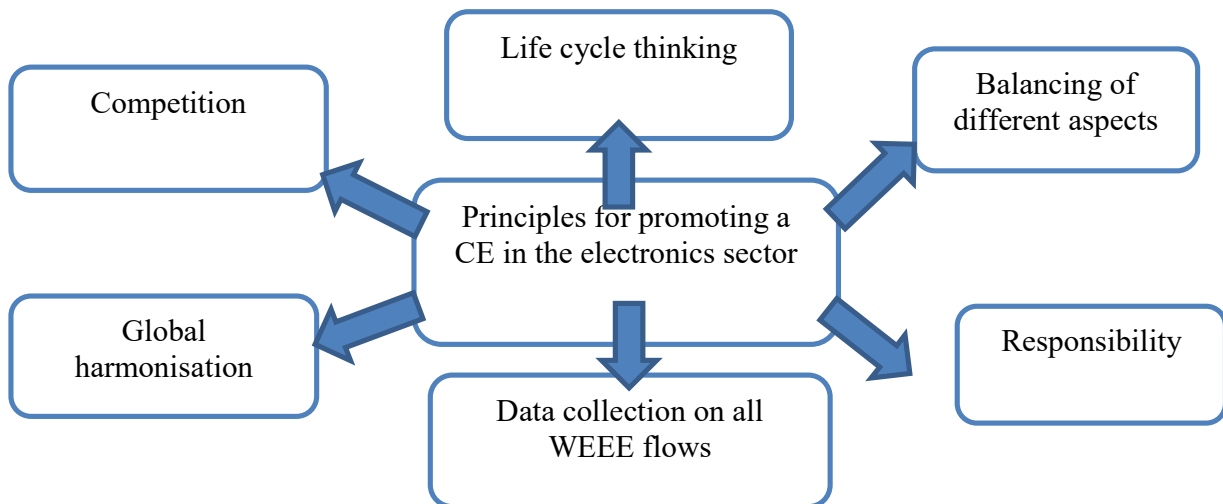 Life cycle thinking
Competition
Balancing of
different aspects
Principles for promoting a
CE in the electronics sector
Global
harmonisation
Responsibility
Data collection on all
WEEE flows